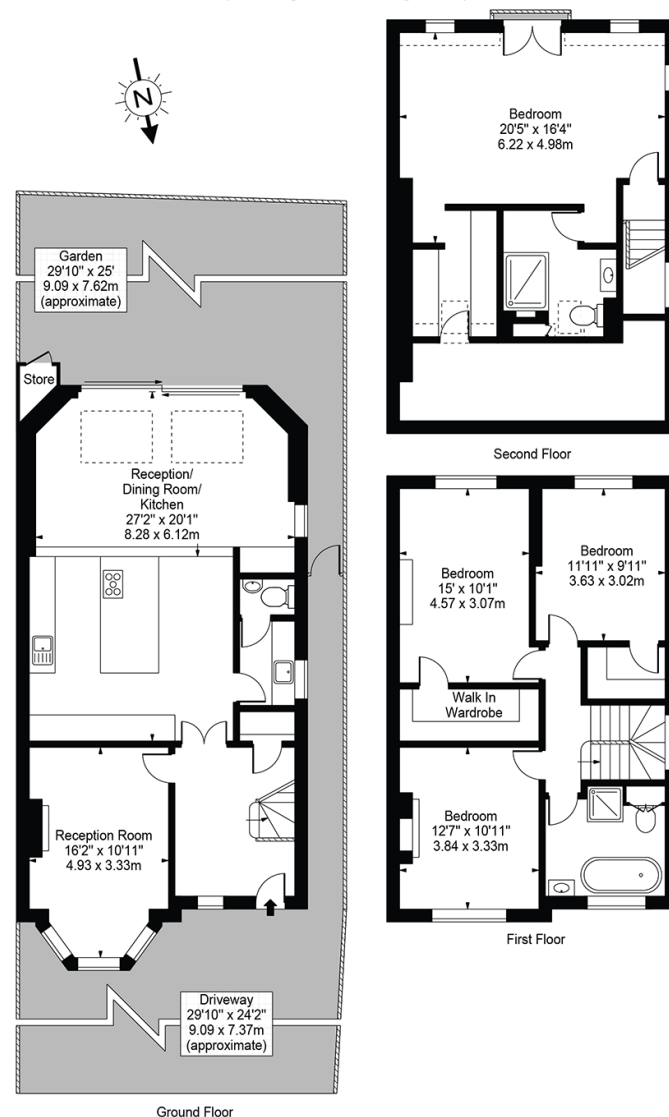 N
Garden
29'10" x 25'
9.09 x 7.62m
(approximate)
Store
Reception/
Dining Room/
Kitchen
27'2" x 20'1"
8.28 x 6.12m
Reception Room
16'2" x 10'11"
4.93 x 3.33m
Driveway
29'10" x 24'2"
9.09 x 7.37m
(approximate)
Ground Floor
Bedroom
20'5" x 16'4"
6.22 x 4.98m
Second Floor
Bedroom
15' x 10'1"
4.57 x 3.07m
Bedroom
11'11" x 9'11"
3.63 x 3.02m
Walk In
Wardrobe
Bedroom
12'7" x 10'11"
3.84 x 3.33m
First Floor